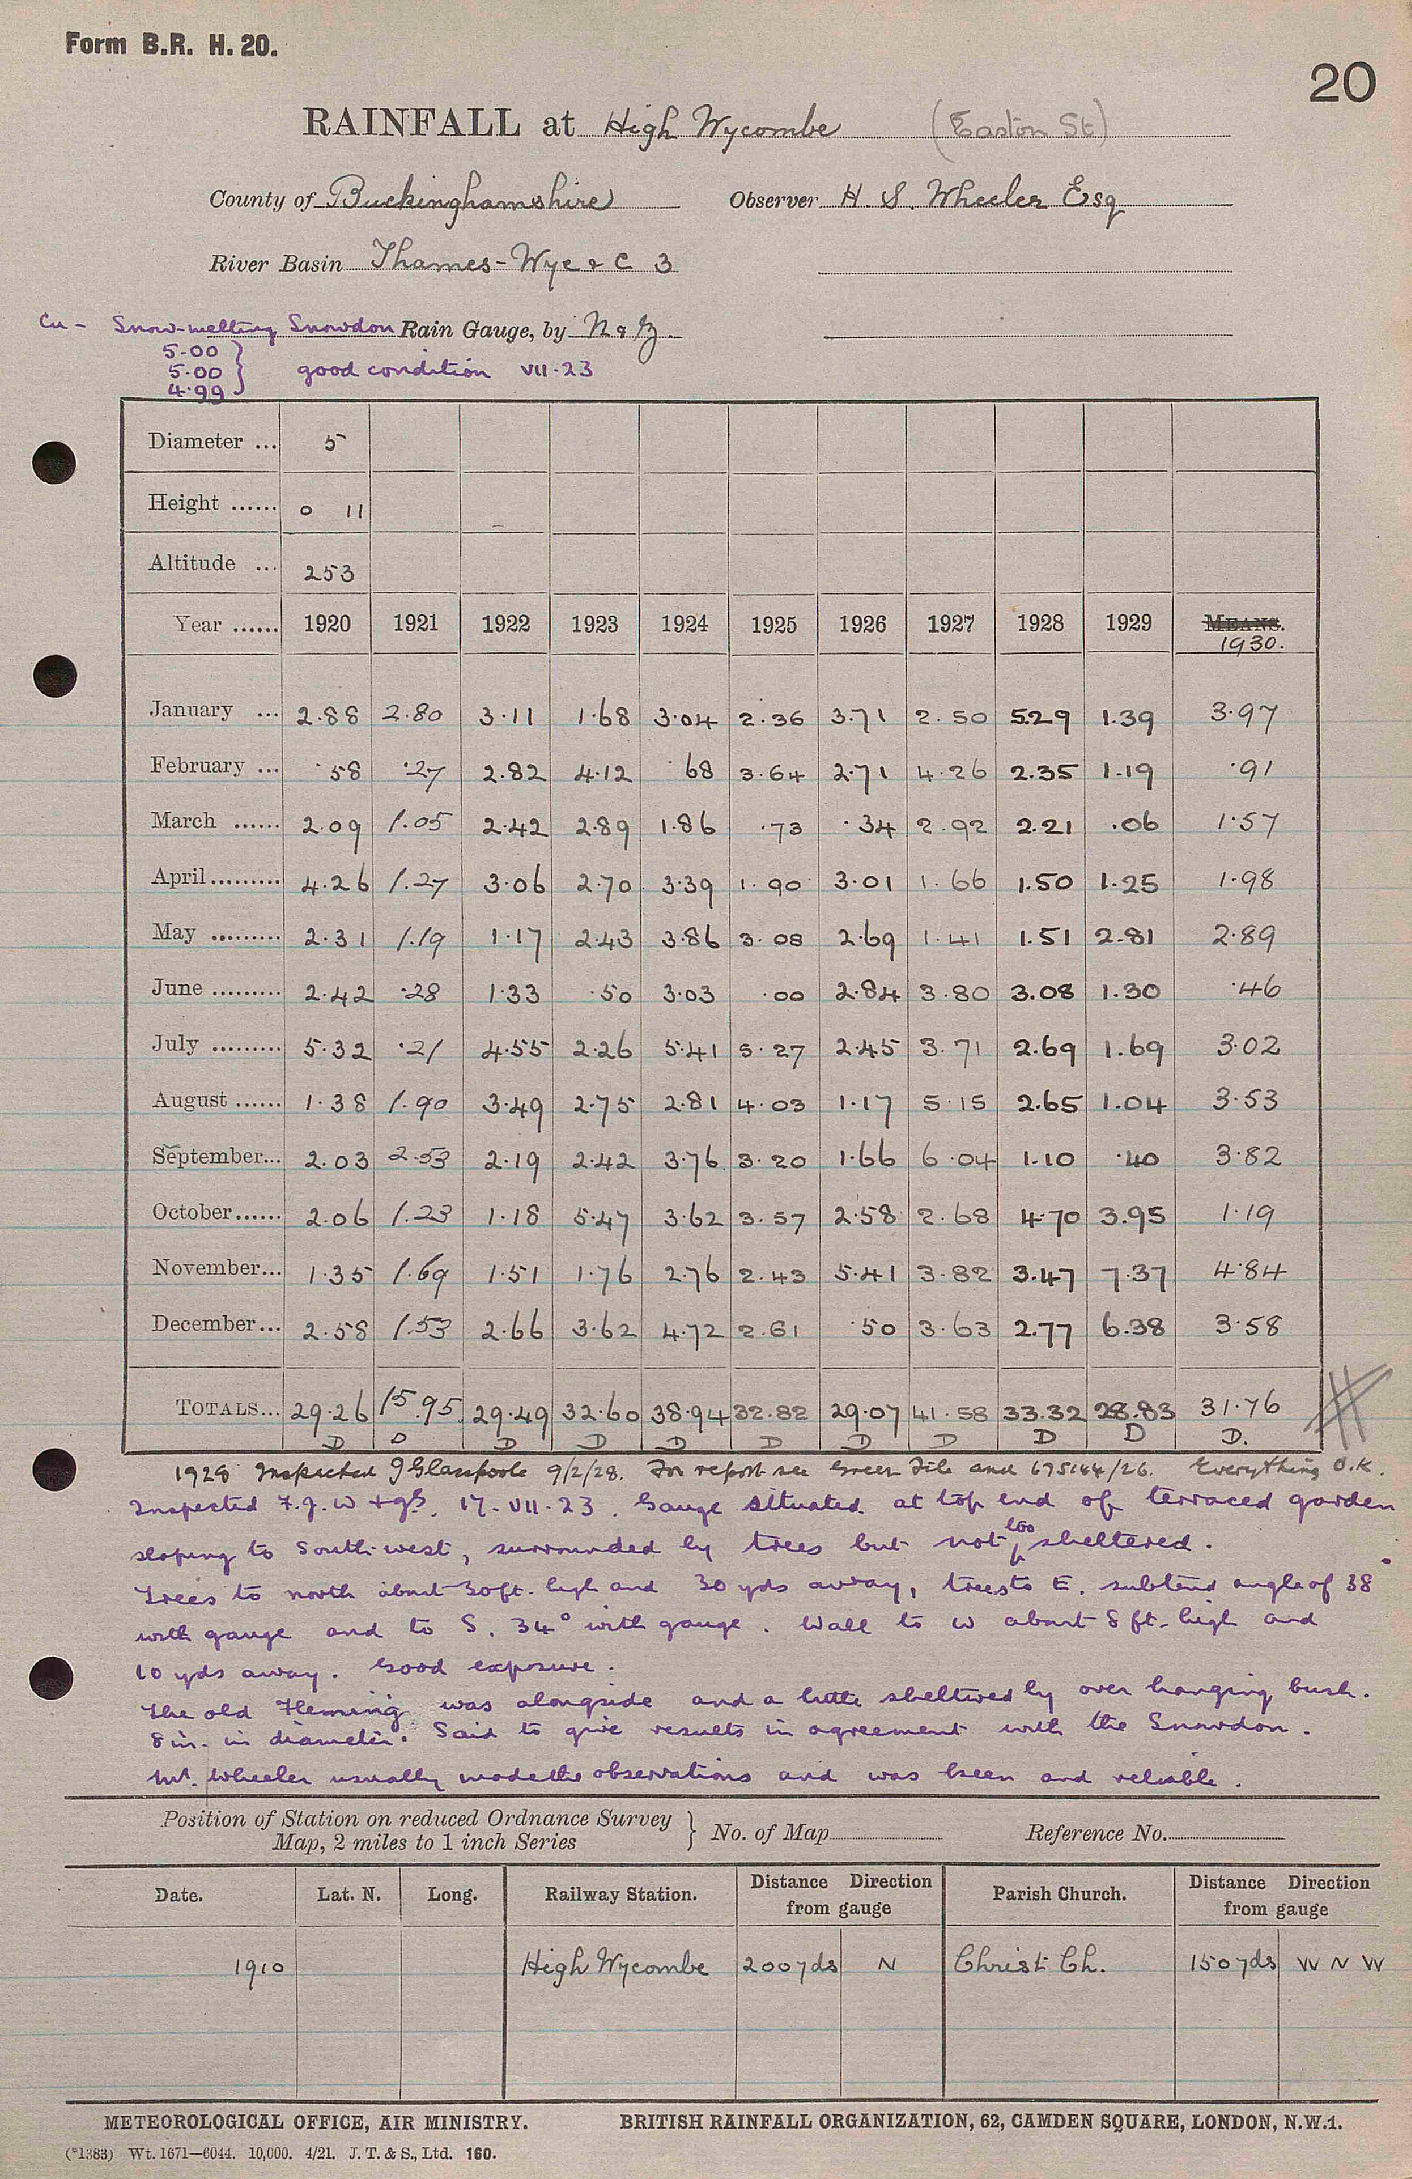 Form B.R. H. 20.
20
RAINFALL at High Wycombe (Easton St)
County of Buckinghamshire Observer H. S. Wheeler Esq
River Basin Thames - Wye & C 3
Cu - Snow-melting Snowdon Rain Gauge, by N & Z.
5.00
5.00 } good condition VII.23
4.99
Diameter ... 5
Height ...... 0 11
Altitude ... 253
Year ...... 1920 1921 1922 1923 1924 1925 1926 1927 1928 1929 MEANS.
1930.
January ... 2.88 2.80 3.11 1.68 3.04 2.36 3.71 2.50 5.29 1.39 3.97
February ... .58 .27 2.82 4.12 .68 3.64 2.71 4.26 2.35 1.19 .91
March ...... 2.09 1.05 2.42 2.89 1.86 .73 .34 2.92 2.21 .06 1.57
April......... 4.26 1.27 3.06 2.70 3.39 1.90 3.01 1.66 1.50 1.25 1.98
May ......... 2.31 1.19 1.17 2.43 3.86 3.08 2.69 1.41 1.51 2.81 2.89
June ......... 2.42 .28 1.33 .50 3.03 .00 2.84 3.80 3.08 1.30 .46
July ......... 5.32 .21 4.55 2.26 5.41 5.27 2.45 3.71 2.69 1.69 3.02
August ...... 1.38 1.90 3.49 2.75 2.81 4.03 1.17 5.15 2.65 1.04 3.53
September... 2.03 2.53 2.19 2.42 3.76 3.20 1.66 6.04 1.10 .40 3.82
October...... 2.06 1.23 1.18 5.47 3.62 3.57 2.58 2.68 4.70 3.95 1.19
November... 1.35 1.69 1.51 1.76 2.76 2.43 5.41 3.82 3.47 7.37 4.84
December... 2.58 1.53 2.66 3.62 4.72 2.61 .50 3.63 2.77 6.38 3.58
TOTALS... 29.26 15.95 29.49 32.60 38.94 32.82 29.07 41.58 33.32 28.83 31.76
D D D D D D D D D D D.
1928 Inspected J Glasspoole 9/2/28. For report see Green File and 675144/26. Everything O.K.
Inspected F.J.W + gB. 17.VII.23. Gauge situated at top end of terraced garden
sloping to South-west, surrounded by trees but not too sheltered.
Trees to north about 30ft. high and 30 yds away, trees to E. subtend angle of 38°
with gauge and to S. 34° with gauge. Wall to W about 8 ft. high and
10 yds away. Good exposure.
The old Fleming was alongside and a little sheltered by over hanging bush.
8 in. in diameter. Said to give results in agreement with the Snowdon.
Mr. Wheeler usually made the observations and was keen and reliable.
Position of Station on reduced Ordnance Survey
Map, 2 miles to 1 inch Series } No. of Map Reference No.
Date. Lat. N. Long. Railway Station. Distance Direction from gauge Parish Church. Distance Direction from gauge
1910 High Wycombe 200yds N Christ Ch. 150yds W N W
METEOROLOGICAL OFFICE, AIR MINISTRY. BRITISH RAINFALL ORGANIZATION, 62, CAMDEN SQUARE, LONDON, N.W.1.
(*1383) Wt. 1671—6044. 10,000. 4/21. J. T. & S., Ltd. 160.